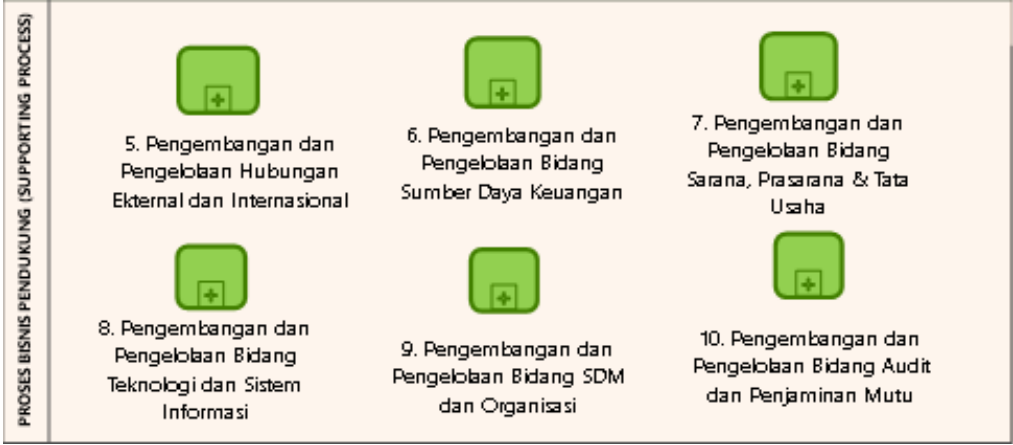 PROSES BISNIS PENDUKUNG (SUPPORTING PROCESS)
5. Pengembangan dan
Pengelolaan Hubungan
Ekternal dan Internasional
6. Pengembangan dan
Pengelolaan Bidang
Sumber Daya Keuangan
7. Pengembangan dan
Pengelolaan Bidang
Sarana, Prasarana & Tata
Usaha
8. Pengembangan dan
Pengelolaan Bidang
Teknologi dan Sistem
Informasi
9. Pengembangan dan
Pengelolaan Bidang SDM
dan Organisasi
10. Pengembangan dan
Pengelolaan Bidang Audit
dan Penjaminan Mutu